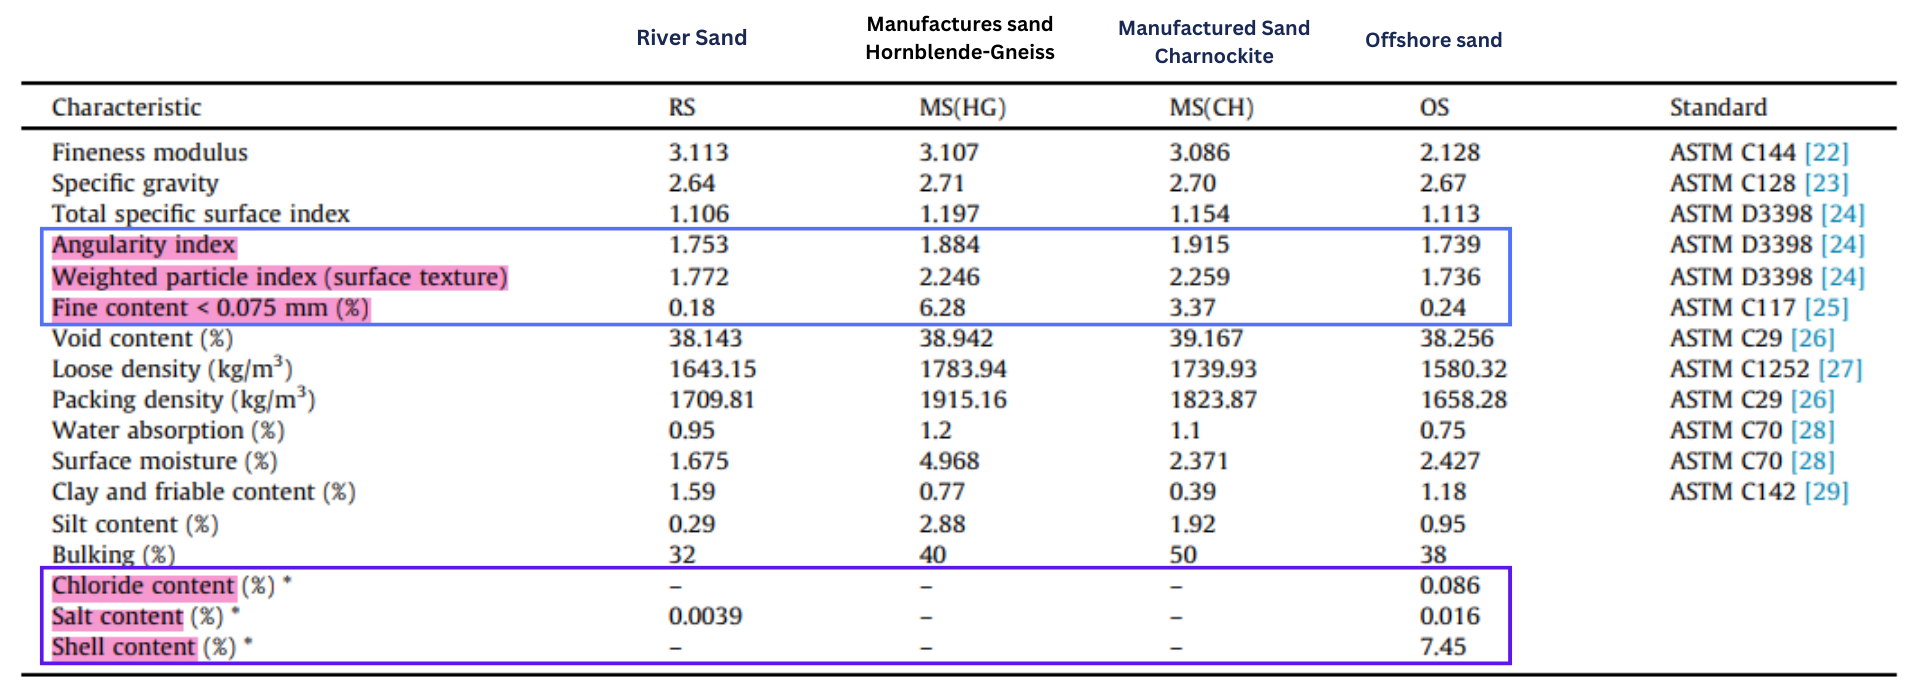 River Sand Manufactures sand Hornblende-Gneiss Manufactured Sand Charnockite Offshore sand
Characteristic RS MS(HG) MS(CH) OS Standard
Fineness modulus 3.113 3.107 3.086 2.128 ASTM C144 [22]
Specific gravity 2.64 2.71 2.70 2.67 ASTM C128 [23]
Total specific surface index 1.106 1.197 1.154 1.113 ASTM D3398 [24]
Angularity index 1.753 1.884 1.915 1.739 ASTM D3398 [24]
Weighted particle index (surface texture) 1.772 2.246 2.259 1.736 ASTM D3398 [24]
Fine content < 0.075 mm (%) 0.18 6.28 3.37 0.24 ASTM C117 [25]
Void content (%) 38.143 38.942 39.167 38.256 ASTM C29 [26]
Loose density (kg/m³) 1643.15 1783.94 1739.93 1580.32 ASTM C1252 [27]
Packing density (kg/m³) 1709.81 1915.16 1823.87 1658.28 ASTM C29 [26]
Water absorption (%) 0.95 1.2 1.1 0.75 ASTM C70 [28]
Surface moisture (%) 1.675 4.968 2.371 2.427 ASTM C70 [28]
Clay and friable content (%) 1.59 0.77 0.39 1.18 ASTM C142 [29]
Silt content (%) 0.29 2.88 1.92 0.95
Bulking (%) 32 40 50 38
Chloride content (%) * – – – 0.086
Salt content (%) * 0.0039 – – 0.016
Shell content (%) * – – – 7.45